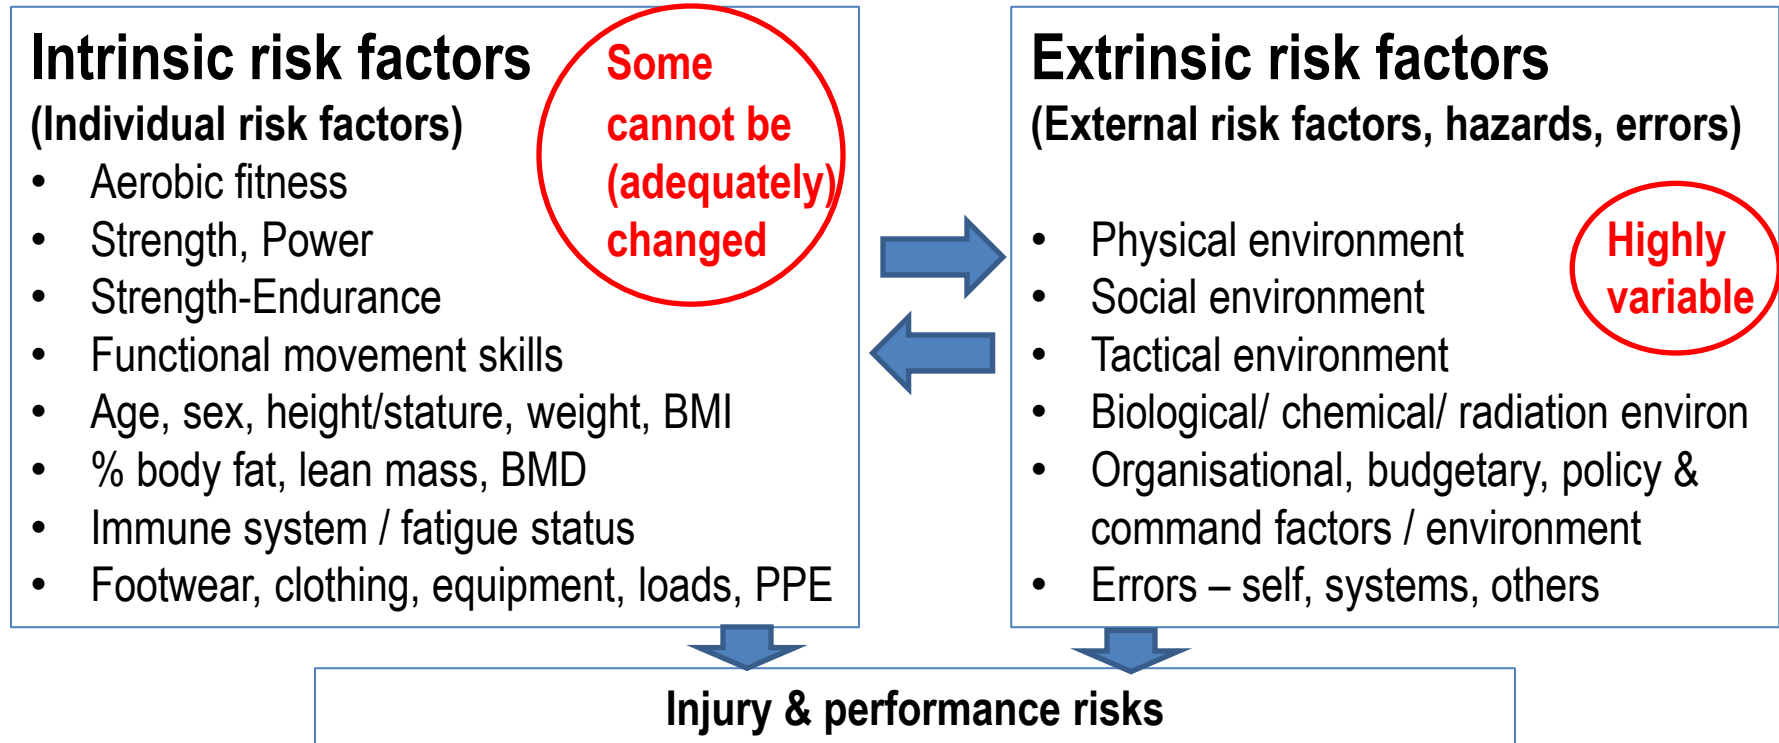 Intrinsic risk factors
(Individual risk factors)
• Aerobic fitness
• Strength, Power
• Strength-Endurance
• Functional movement skills
• Age, sex, height/stature, weight, BMI
• % body fat, lean mass, BMD
• Immune system / fatigue status
• Footwear, clothing, equipment, loads, PPE
Some
cannot be
(adequately)
changed
Extrinsic risk factors
(External risk factors, hazards, errors)
• Physical environment
• Social environment
• Tactical environment
• Biological/ chemical/ radiation environ
• Organisational, budgetary, policy &
command factors / environment
• Errors – self, systems, others
Highly
variable
Injury & performance risks